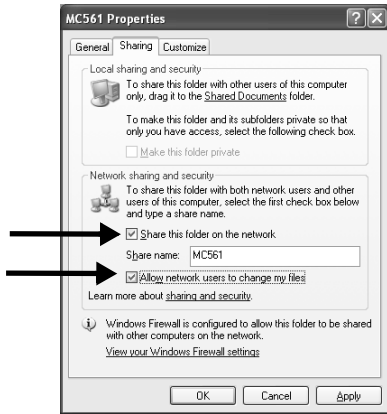 MC561 Properties
General Sharing Customize
Local sharing and security
To share this folder with other users of this computer
only, drag it to the Shared Documents folder.
To make this folder and its subfolders private so that
only you have access, select the following check box.
Make this folder private
Network sharing and security
To share this folder with both network users and other
users of this computer, select the first check box below
and type a share name.
Share this folder on the network
Share name: MC561
Allow network users to change my files
Learn more about sharing and security.
Windows Firewall is configured to allow this folder to be shared
with other computers on the network.
View your Windows Firewall settings
OK Cancel Apply